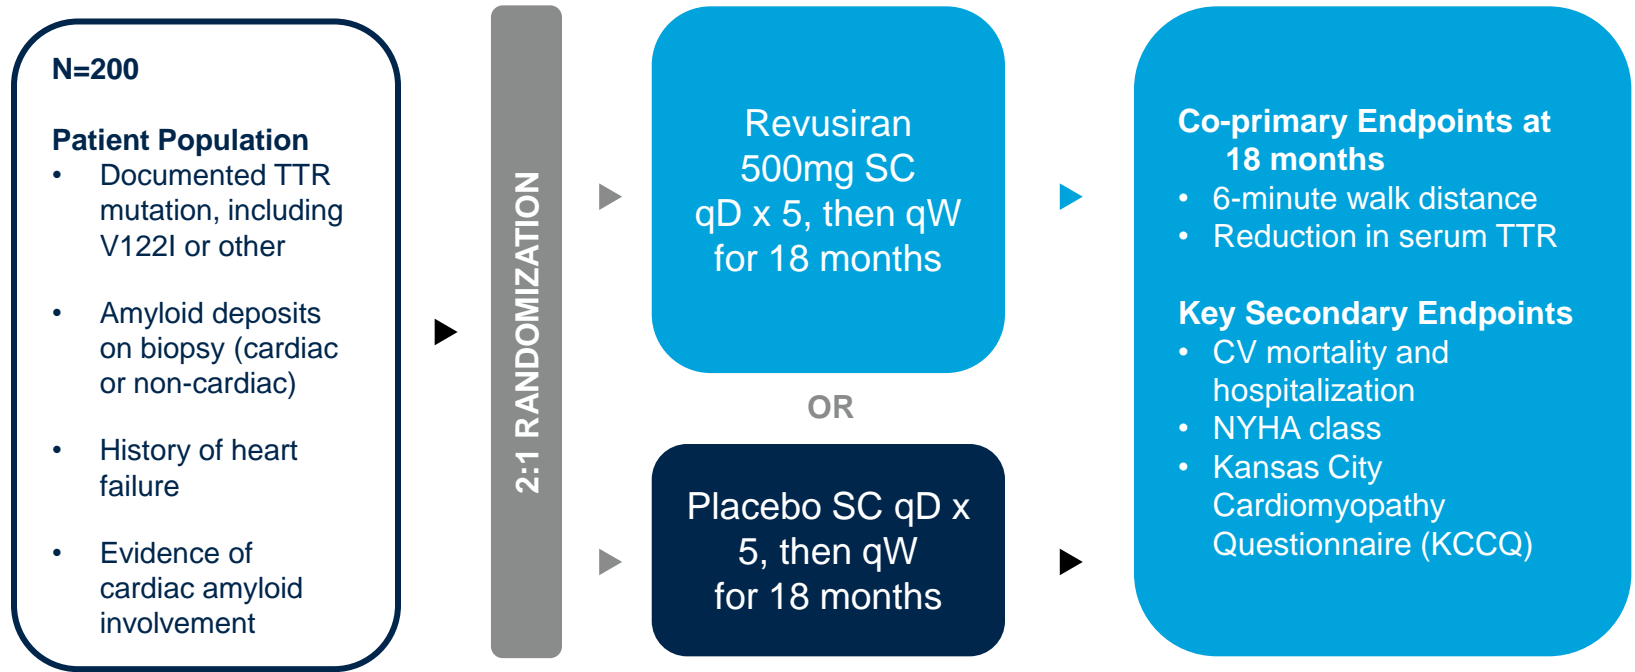 N=200
Patient Population
• Documented TTR
mutation, including
V122I or other
• Amyloid deposits
on biopsy (cardiac
or non-cardiac)
• History of heart
failure
• Evidence of
cardiac amyloid
involvement
2:1 RANDOMIZATION
Revusiran
500mg SC
qD x 5, then qW
for 18 months
OR
Placebo SC qD x
5, then qW
for 18 months
Co-primary Endpoints at
18 months
• 6-minute walk distance
• Reduction in serum TTR
Key Secondary Endpoints
• CV mortality and
hospitalization
• NYHA class
• Kansas City
Cardiomyopathy
Questionnaire (KCCQ)